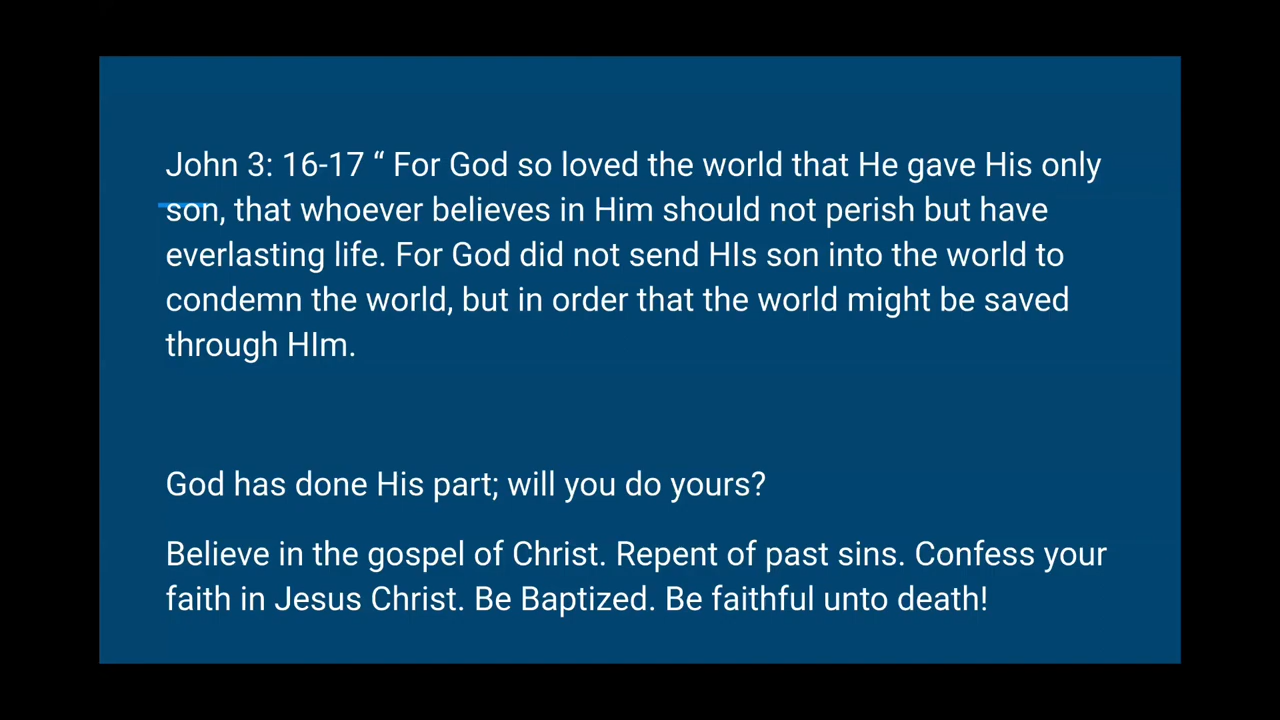 John 3: 16-17 “ For God so loved the world that He gave His only
son, that whoever believes in Him should not perish but have
everlasting life. For God did not send HIs son into the world to
condemn the world, but in order that the world might be saved
through HIm.
God has done His part; will you do yours?
Believe in the gospel of Christ. Repent of past sins. Confess your
faith in Jesus Christ. Be Baptized. Be faithful unto death!